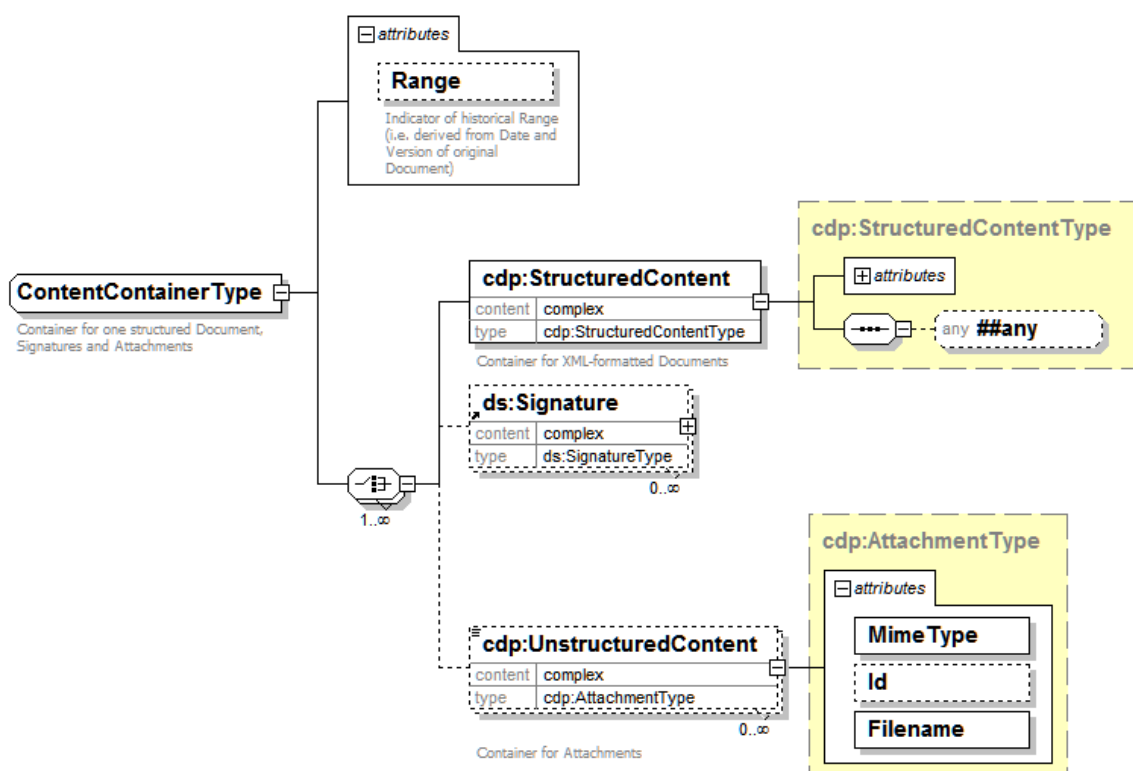 attributes
Range
Indicator of historical Range
(i.e. derived from Date and
Version of original
Document)
ContentContainerType
Container for one structured Document,
Signatures and Attachments
1..∞
cdp:StructuredContent
content complex
type cdp:StructuredContentType
Container for XML-formatted Documents
cdp:StructuredContentType
attributes
any ##any
ds:Signature
content complex
type ds:SignatureType
0..∞
cdp:UnstructuredContent
content complex
type cdp:AttachmentType
0..∞
Container for Attachments
cdp:AttachmentType
attributes
MimeType
Id
Filename